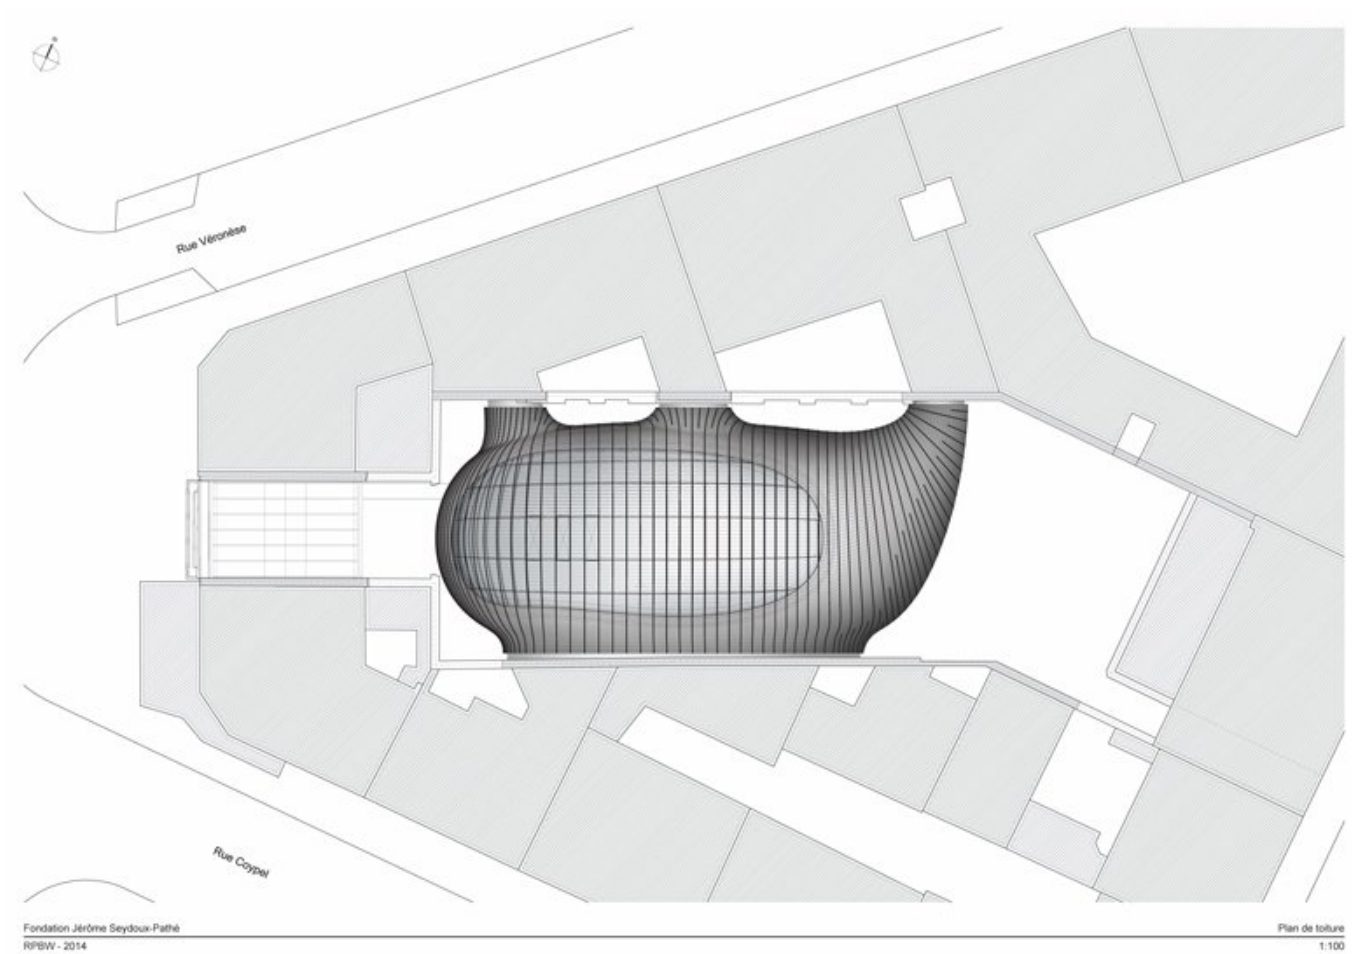 Rue Véronèse
Rue Coypel
Fondation Jérôme Seydoux-Pathé
Plan de toiture
RPBW - 2014
1:100